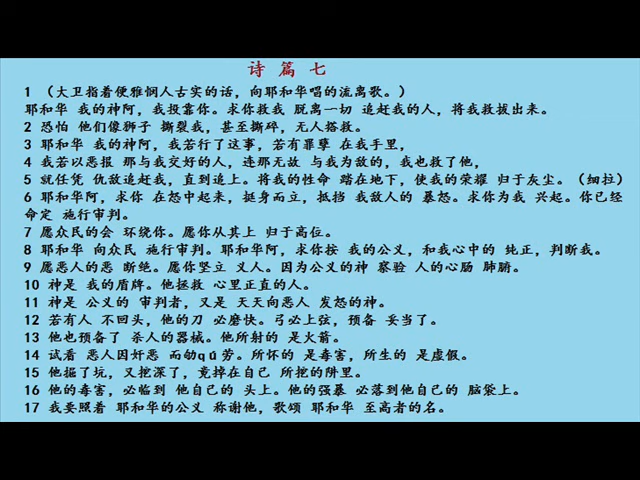 诗 篇 七
1 （大卫指着便雅悯人古实的话，向耶和华唱的流离歌。）
耶和华 我的神阿，我投靠你。求你救我 脱离一切 追赶我的人，将我救拔出来。
2 恐怕 他们像狮子 撕裂我，甚至撕碎，无人搭救。
3 耶和华 我的神阿，我若行了这事，若有罪孽 在我手里，
4 我若以恶报 那与我交好的人，连那无故 与我为敌的，我也救了他，
5 就任凭 仇敌追赶我，直到追上。将我的性命 踏在地下，使我的荣耀 归于灰尘。（细拉）
6 耶和华阿，求你 在怒中起来，挺身而立，抵挡 我敌人的 暴怒。求你为我 兴起。你已经
命定 施行审判。
7 愿众民的会 环绕你。愿你从其上 归于高位。
8 耶和华 向众民 施行审判。耶和华阿，求你按 我的公义，和我心中的 纯正，判断我。
9 愿恶人的恶 断绝。愿你坚立 义人。因为公义的神 察验 人的心肠 肺腑。
10 神是 我的盾牌。他拯救 心里正直的人。
11 神是 公义的 审判者，又是 天天向恶人 发怒的神。
12 若有人 不回头，他的刀 必磨快。弓必上弦，预备 妥当了。
13 他也预备了 杀人的器械。他所射的 是火箭。
14 试看 恶人因奸恶 而劬qú劳。所怀的 是毒害，所生的 是虚假。
15 他掘了坑，又挖深了，竟掉在自己 所挖的阱里。
16 他的毒害，必临到 他自己的 头上。他的强暴 必落到他自己的 脑袋上。
17 我要照着 耶和华的公义 称谢他，歌颂 耶和华 至高者的名。